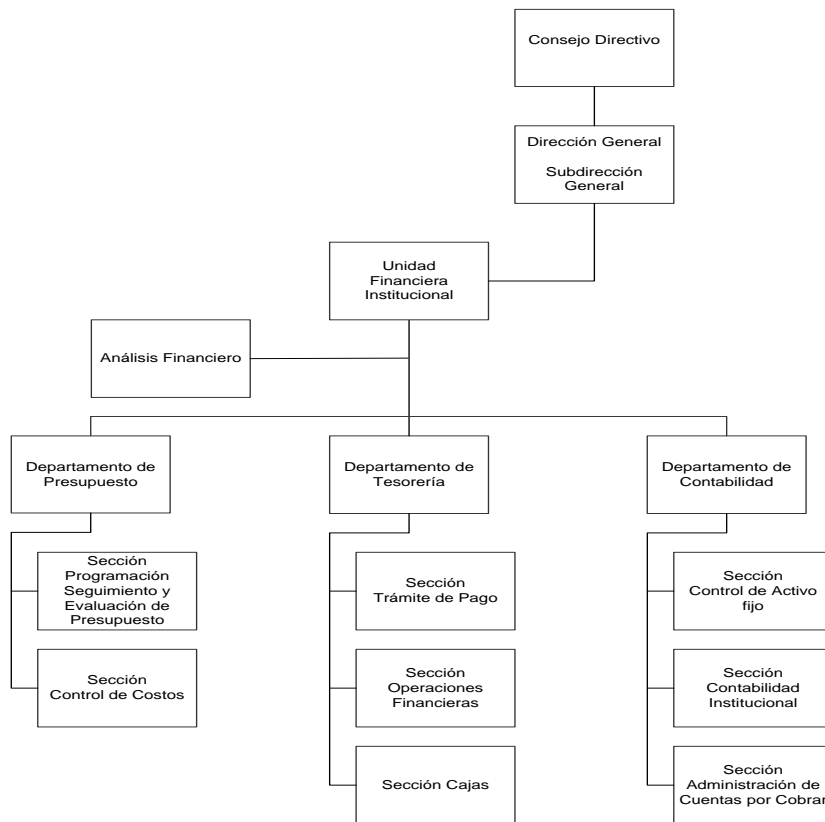 Consejo Directivo
Dirección General
Subdirección
General
Unidad
Financiera
Institucional
Análisis Financiero
Departamento de
Presupuesto
Departamento de
Tesorería
Departamento de
Contabilidad
Sección
Programación
Seguimiento y
Evaluación de
Presupuesto
Sección
Trámite de Pago
Sección
Control de Activo
fijo
Sección
Control de Costos
Sección
Operaciones
Financieras
Sección
Contabilidad
Institucional
Sección Cajas
Sección
Administración de
Cuentas por Cobrar